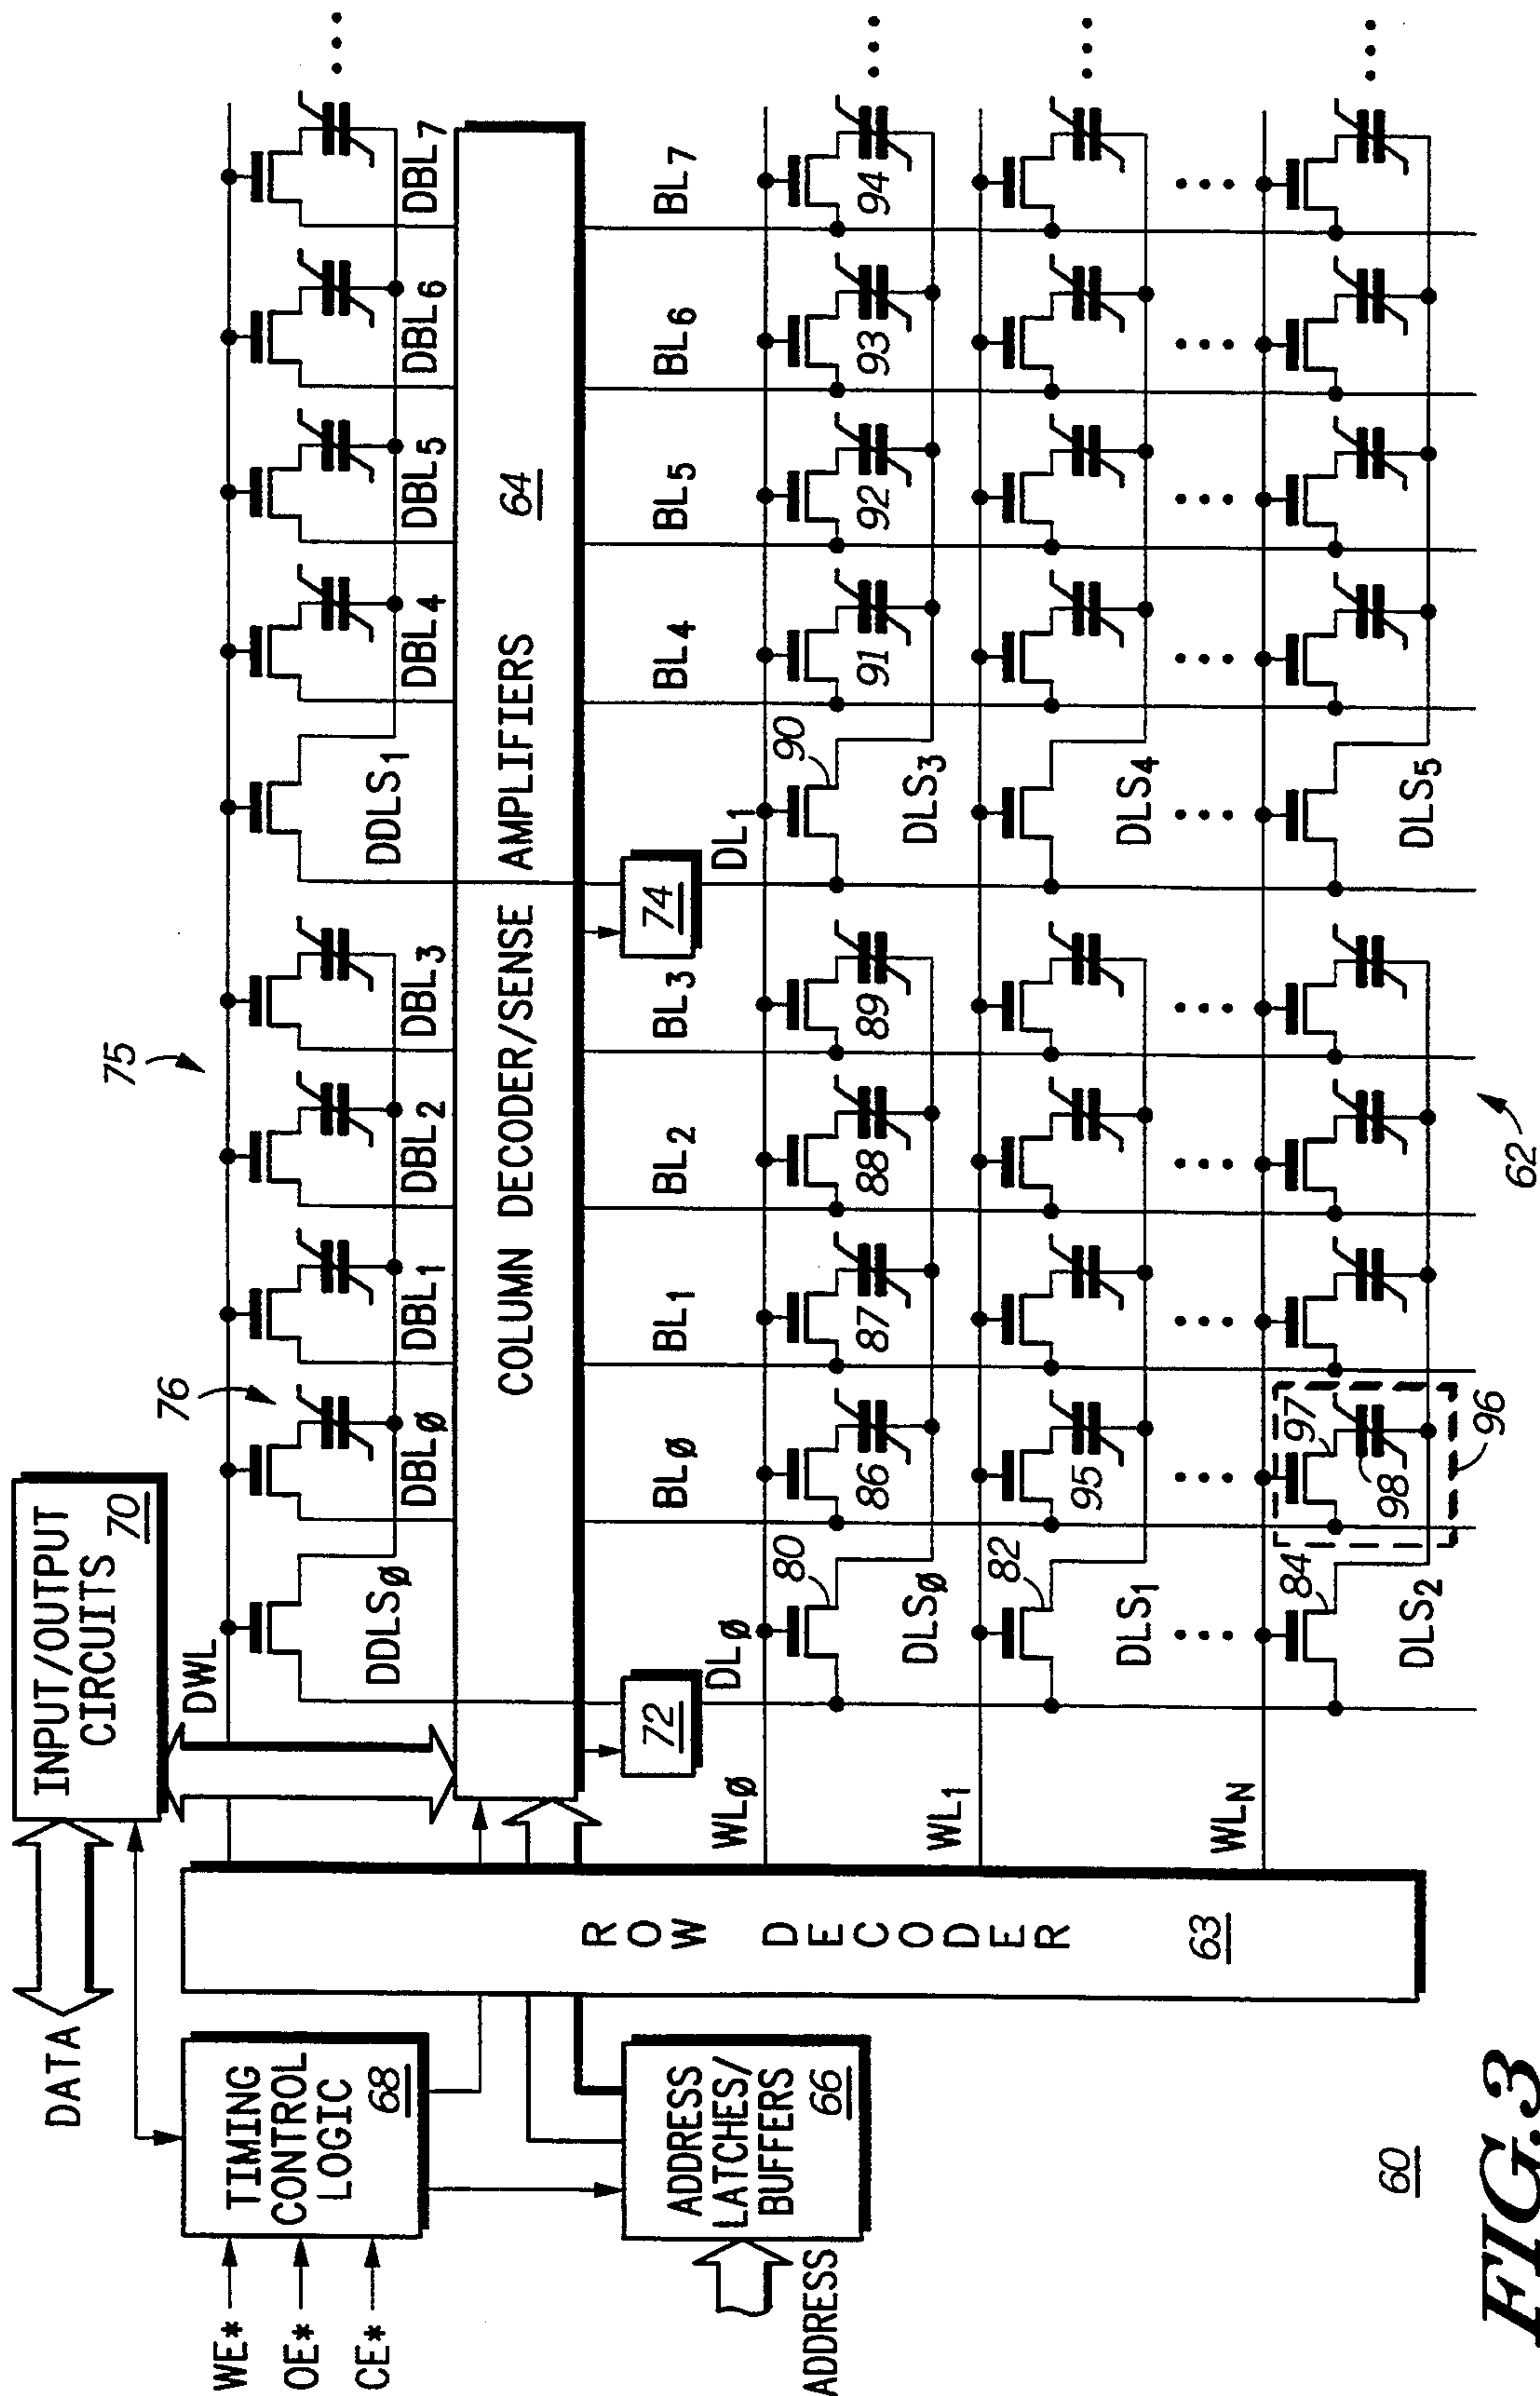 DATA
INPUT/OUTPUT
CIRCUITS
70
WE*
OE*
CE*
TIMING
CONTROL
LOGIC
68
ADDRESS
ADDRESS
LATCHES/
BUFFERS
66
ROW DECODER
63
75
76
DWL
DDLSØ
DBLØ
DBL1
DBL2
DBL3
DDLS1
DBL4
DBL5
DBL6
DBL7
COLUMN DECODER/SENSE AMPLIFIERS
64
72
74
DLØ
BLØ
BL1
BL2
BL3
DL1
BL4
BL5
BL6
BL7
WLØ
80
86
87
88
89
90
91
92
93
94
DLSØ
DLS3
WL1
82
95
DLS1
DLS4
WLN
84
97
98
96
DLS2
DLS5
62
60
FIG.3